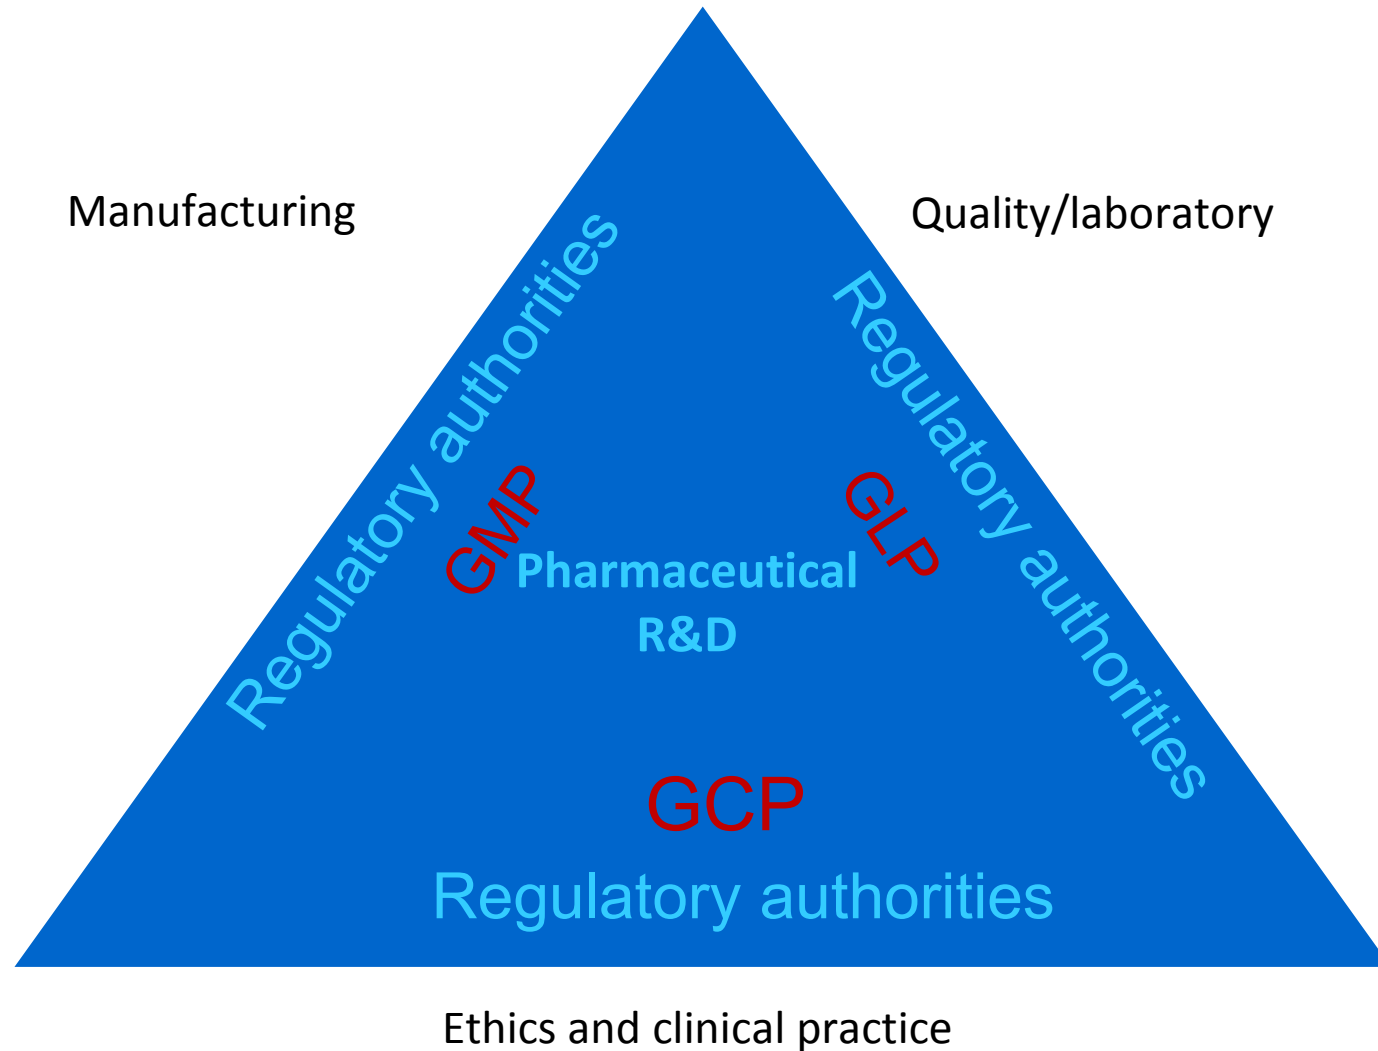 Manufacturing
Quality/laboratory
Regulatory authorities
Regulatory authorities
GMP
GLP
Pharmaceutical
R&D
GCP
Regulatory authorities
Ethics and clinical practice